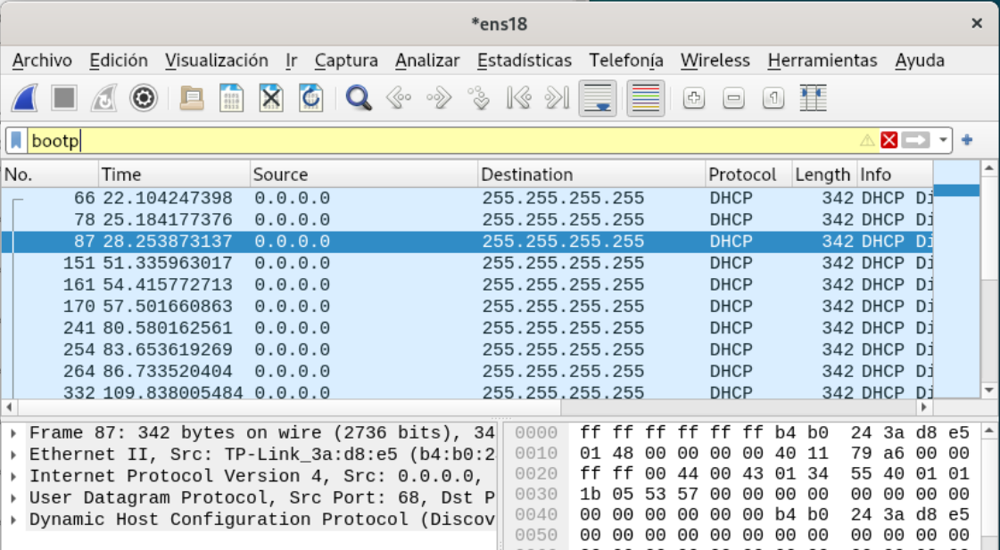 *ens18
Archivo Edición Visualización Ir Captura Analizar Estadísticas Telefonía Wireless Herramientas Ayuda
bootp
No. Time Source Destination Protocol Length Info
66 22.104247398 0.0.0.0 255.255.255.255 DHCP 342 DHCP Di
78 25.184177376 0.0.0.0 255.255.255.255 DHCP 342 DHCP Di
87 28.253873137 0.0.0.0 255.255.255.255 DHCP 342 DHCP Di
151 51.335963017 0.0.0.0 255.255.255.255 DHCP 342 DHCP Di
161 54.415772713 0.0.0.0 255.255.255.255 DHCP 342 DHCP Di
170 57.501660863 0.0.0.0 255.255.255.255 DHCP 342 DHCP Di
241 80.580162561 0.0.0.0 255.255.255.255 DHCP 342 DHCP Di
254 83.653619269 0.0.0.0 255.255.255.255 DHCP 342 DHCP Di
264 86.733520404 0.0.0.0 255.255.255.255 DHCP 342 DHCP Di
332 109.838005484 0.0.0.0 255.255.255.255 DHCP 342 DHCP Di
Frame 87: 342 bytes on wire (2736 bits), 34
Ethernet II, Src: TP-Link_3a:d8:e5 (b4:b0:2
Internet Protocol Version 4, Src: 0.0.0.0,
User Datagram Protocol, Src Port: 68, Dst P
Dynamic Host Configuration Protocol (Discov
0000 ff ff ff ff ff ff b4 b0 24 3a d8 e5
0010 01 48 00 00 00 00 40 11 79 a6 00 00
0020 ff ff 00 44 00 43 01 34 55 40 01 01
0030 1b 05 53 57 00 00 00 00 00 00 00 00
0040 00 00 00 00 00 00 b4 b0 24 3a d8 e5
0050 00 00 00 00 00 00 00 00 00 00 00 00